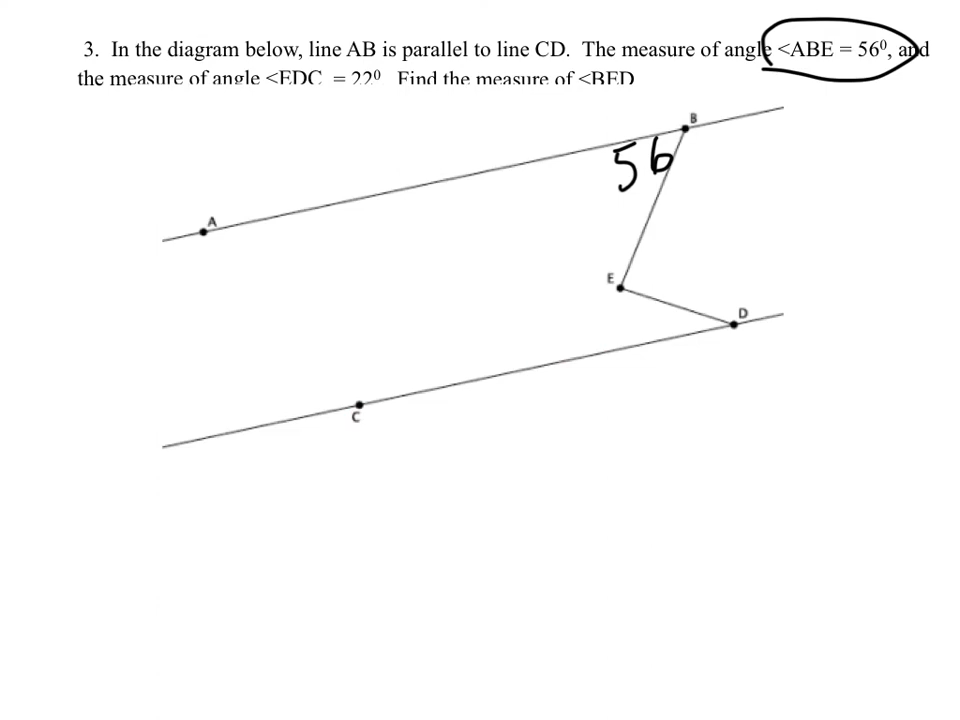 3. In the diagram below, line AB is parallel to line CD. The measure of angle <ABE = 56⁰, and
the measure of angle <EDC = 22⁰ Find the measure of <BED
B
56
A
E
D
C